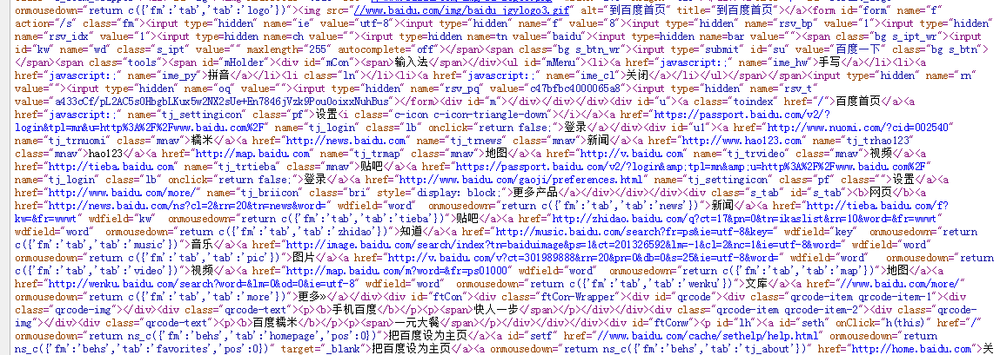 onmousedown="return c({'fm':'tab','tab':'logo'})"><img src="//www.baidu.com/img/baidu_jgylogo3.gif" alt="到百度首页" title="到百度首页"></a><form id="form" name="f"
action="/s" class="fm"><input type="hidden" name="ie" value="utf-8"><input type="hidden" name="f" value="8"><input type="hidden" name="rsv_bp" value="1"><input type="hidden"
name="rsv_idx" value="1"><input type=hidden name=ch value=""><input type=hidden name=tn value="baidu"><input type=hidden name=bar value=""><span class="bg s_ipt_wr"><input
id="kw" name="wd" class="s_ipt" value="" maxlength="255" autocomplete="off"></span><span class="bg s_btn_wr"><input type="submit" id="su" value="百度一下" class="bg s_btn">
</span><span class="tools"><span id="mHolder"><div id="mCon"><span>输入法</span></div><ul id="mMenu"><li><a href="javascript:;" name="ime_hw">手写</a></li><li><a
href="javascript:;" name="ime_py">拼音</a></li><li class="ln"></li><li><a href="javascript:;" name="ime_cl">关闭</a></li></ul></span></span><input type="hidden" name="rn"
value=""><input type="hidden" name="oq" value=""><input type="hidden" name="rsv_pq" value="c47bfbc4000065a8"><input type="hidden" name="rsv_t"
value="a433cCf/pL2AC5sOHbgbLKux5w2NX2sUe+En7846jVzk9PouOoixxNuhBus"></form><div id="m"></div></div></div><div id="u"><a class="toindex" href="/">百度首页</a><a
href="javascript:;" name="tj_settingicon" class="pf">设置<i class="c-icon c-icon-triangle-down"></i></a><a href="https://passport.baidu.com/v2/?
login&tpl=mn&u=http%3A%2F%2Fwww.baidu.com%2F" name="tj_login" class="lb" onclick="return false;">登录</a></div><div id="u1"><a href="http://www.nuomi.com/?cid=002540"
name="tj_trnuomi" class="mnav">糯米</a><a href="http://news.baidu.com" name="tj_trnews" class="mnav">新闻</a><a href="http://www.hao123.com" name="tj_trhao123"
class="mnav">hao123</a><a href="http://map.baidu.com" name="tj_trmap" class="mnav">地图</a><a href="http://v.baidu.com" name="tj_trvideo" class="mnav">视频</a><a
href="http://tieba.baidu.com" name="tj_trtieba" class="mnav">贴吧</a><a href="https://passport.baidu.com/v2/?login&amp;tpl=mn&amp;u=http%3A%2F%2Fwww.baidu.com%2F"
name="tj_login" class="lb" onclick="return false;">登录</a><a href="http://www.baidu.com/gaoji/preferences.html" name="tj_settingicon" class="pf" class="">设置</a><a
href="http://www.baidu.com/more/" name="tj_briicon" class="bri" style="display: block;">更多产品</a></div></div></div><div class="s_tab" id="s_tab"><b>网页</b><a
href="http://news.baidu.com/ns?cl=2&rn=20&tn=news&word=" wdfield="word" onmousedown="return c({'fm':'tab','tab':'news'})">新闻</a><a href="http://tieba.baidu.com/f?
kw=&fr=wwwt" wdfield="kw" onmousedown="return c({'fm':'tab','tab':'tieba'})">贴吧</a><a href="http://zhidao.baidu.com/q?ct=17&pn=0&tn=ikaslist&rn=10&word=&fr=wwwt"
wdfield="word" onmousedown="return c({'fm':'tab','tab':'zhidao'})">知道</a><a href="http://music.baidu.com/search?fr=ps&ie=utf-8&key=" wdfield="key" onmousedown="return
c({'fm':'tab','tab':'music'})">音乐</a><a href="http://image.baidu.com/search/index?tn=baiduimage&ps=1&ct=201326592&lm=-1&cl=2&nc=1&ie=utf-8&word=" wdfield="word"
onmousedown="return c({'fm':'tab','tab':'pic'})">图片</a><a href="http://v.baidu.com/v?ct=301989888&rn=20&pn=0&db=0&s=25&ie=utf-8&word=" wdfield="word" onmousedown="return
c({'fm':'tab','tab':'video'})">视频</a><a href="http://map.baidu.com/m?word=&fr=ps01000" wdfield="word" onmousedown="return c({'fm':'tab','tab':'map'})">地图</a><a
href="http://wenku.baidu.com/search?word=&lm=0&od=0&ie=utf-8" wdfield="word" onmousedown="return c({'fm':'tab','tab':'wenku'})">文库</a><a href="//www.baidu.com/more/"
onmousedown="return c({'fm':'tab','tab':'more'})">更多»</a></div><div id="ftCon"><div class="ftCon-Wrapper"><div id="qrcode"><div class="qrcode-item qrcode-item-1"><div
class="qrcode-img"></div><div class="qrcode-text"><p><b>手机百度</b></p><p><span>快人一步</span></p></div></div><div class="qrcode-item qrcode-item-2"><div class="qrcode-
img"></div><div class="qrcode-text"><p><b>百度糯米</b></p><p><span>一元大餐</span></p></div></div></div><div id="ftConw"><p id="lh"><a id="seth" onClick="h(this)" href="/"
onmousedown="return ns_c({'fm':'behs','tab':'homepage','pos':0})">把百度设为主页</a><a id="setf" href="//www.baidu.com/cache/sethelp/help.html" onmousedown="return
ns_c({'fm':'behs','tab':'favorites','pos':0})" target="_blank">把百度设为主页</a><a onmousedown="return ns_c({'fm':'behs','tab':'tj_about'})" href="http://home.baidu.com">关